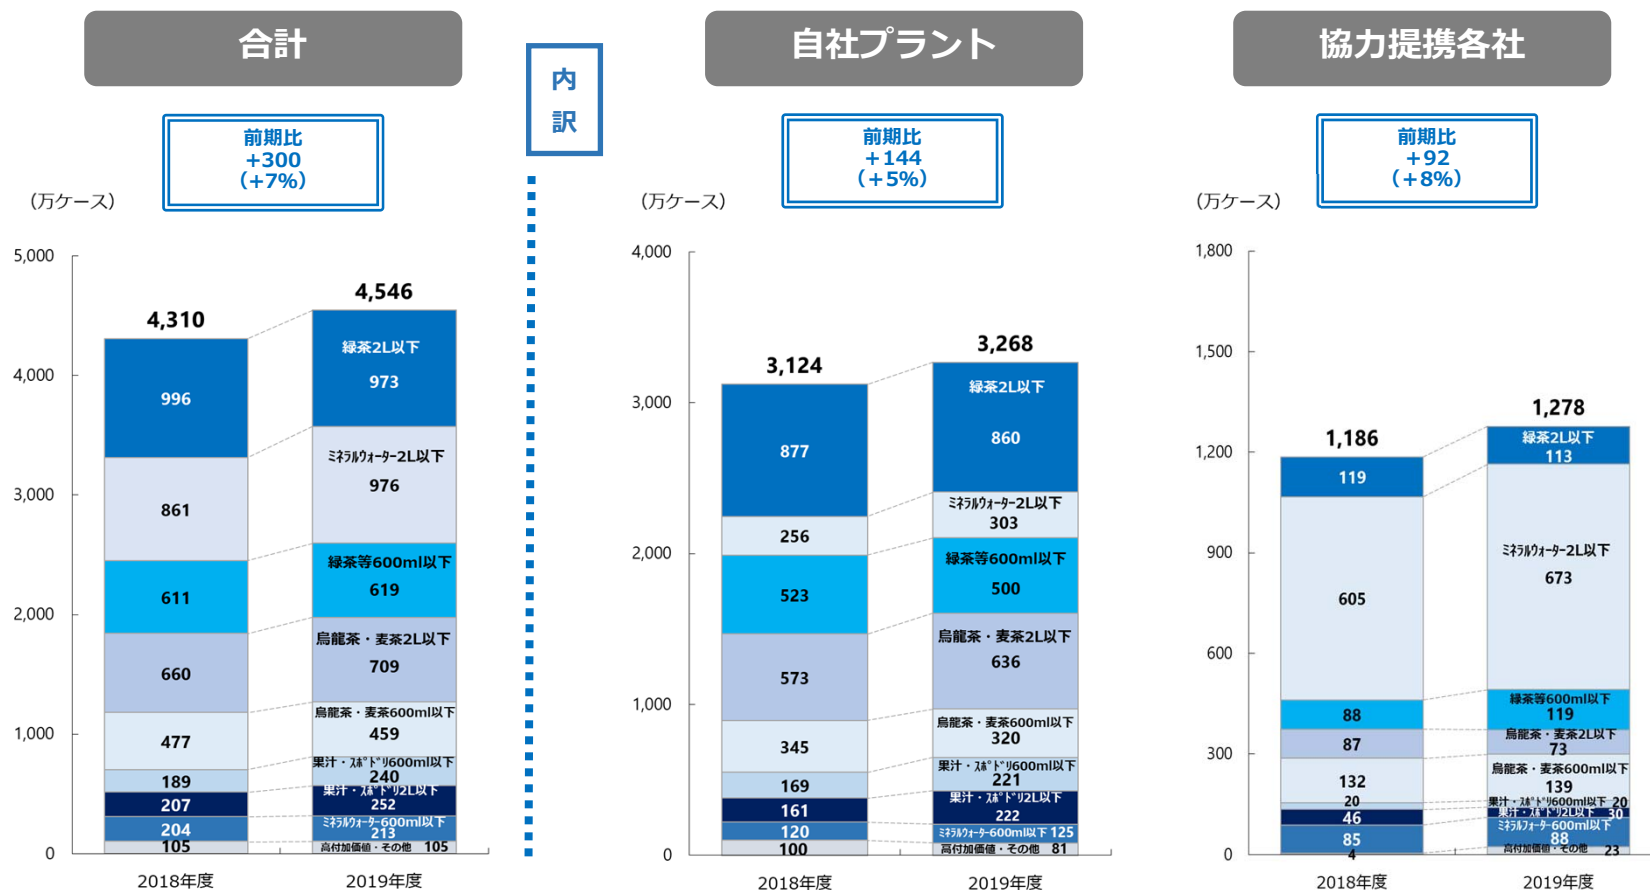 合計
前期比
+300
（+7%）
（万ケース）
5,000
4,000
3,000
2,000
1,000
0
4,310
996
861
611
660
477
189
207
204
105
2018年度
4,546
緑茶2L以下
973
ﾐﾈﾗﾙｳｫｰﾀｰ2L以下
976
緑茶等600ml以下
619
烏龍茶・麦茶2L以下
709
烏龍茶・麦茶600ml以下
459
果汁・ｽﾎﾟﾄﾞﾘ600ml以下
240
果汁・ｽﾎﾟﾄﾞﾘ2L以下
252
ﾐﾈﾗﾙｳｫｰﾀｰ600ml以下
213
高付加価値・その他 105
2019年度
内
訳
自社プラント
前期比
+144
（+5%）
（万ケース）
4,000
3,000
2,000
1,000
0
3,124
877
256
523
573
345
169
161
120
100
2018年度
3,268
緑茶2L以下
860
ﾐﾈﾗﾙｳｫｰﾀｰ2L以下
303
緑茶等600ml以下
500
烏龍茶・麦茶2L以下
636
烏龍茶・麦茶600ml以下
320
果汁・ｽﾎﾟﾄﾞﾘ600ml以下
221
果汁・ｽﾎﾟﾄﾞﾘ2L以下
222
ﾐﾈﾗﾙｳｫｰﾀｰ600ml以下 125
高付加価値・その他 81
2019年度
協力提携各社
前期比
+92
（+8%）
（万ケース）
1,800
1,500
1,200
900
600
300
0
1,186
119
605
88
87
132
20
46
85
4
2018年度
1,278
緑茶2L以下
113
ﾐﾈﾗﾙｳｫｰﾀｰ2L以下
673
緑茶等600ml以下
119
烏龍茶・麦茶2L以下
73
烏龍茶・麦茶600ml以下
139
果汁・ｽﾎﾟﾄﾞﾘ600ml以下 20
果汁・ｽﾎﾟﾄﾞﾘ2L以下 30
ﾐﾈﾗﾙﾌｫｰﾀｰ600ml以下
88
高付加価値・その他 23
2019年度